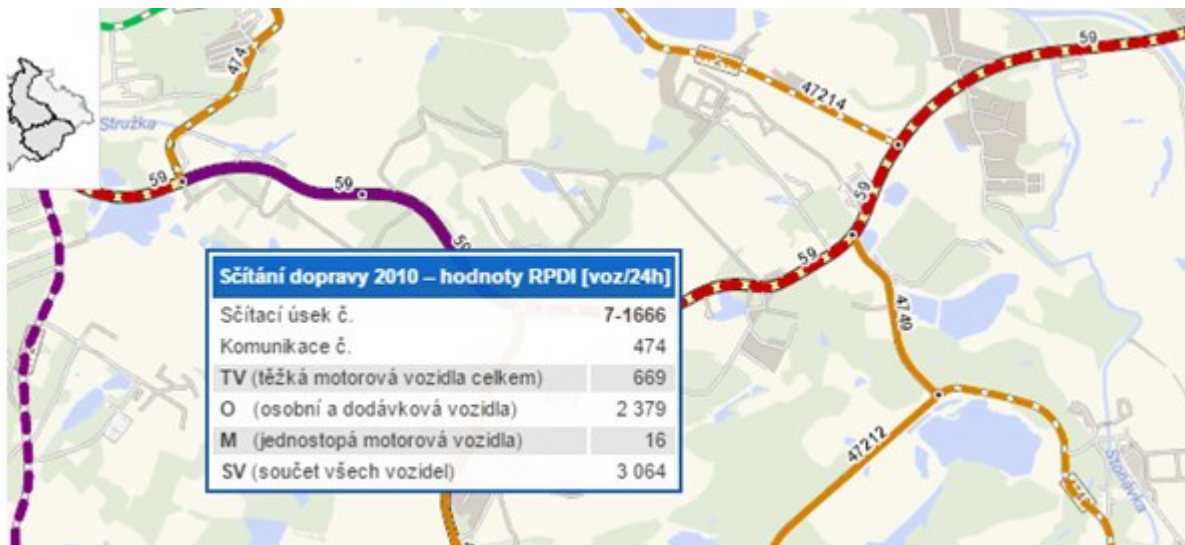 59
474
Stružka
47214
59
59
59
59
Sčítání dopravy 2010 – hodnoty RPDI [voz/24h]
59
Sčítací úsek č. 7-1666
4749
Komunikace č. 474
TV (těžká motorová vozidla celkem) 669
O (osobní a dodávková vozidla) 2 379
M (jednostopá motorová vozidla) 16
47212
SV (součet všech vozidel) 3 064
Stonávka